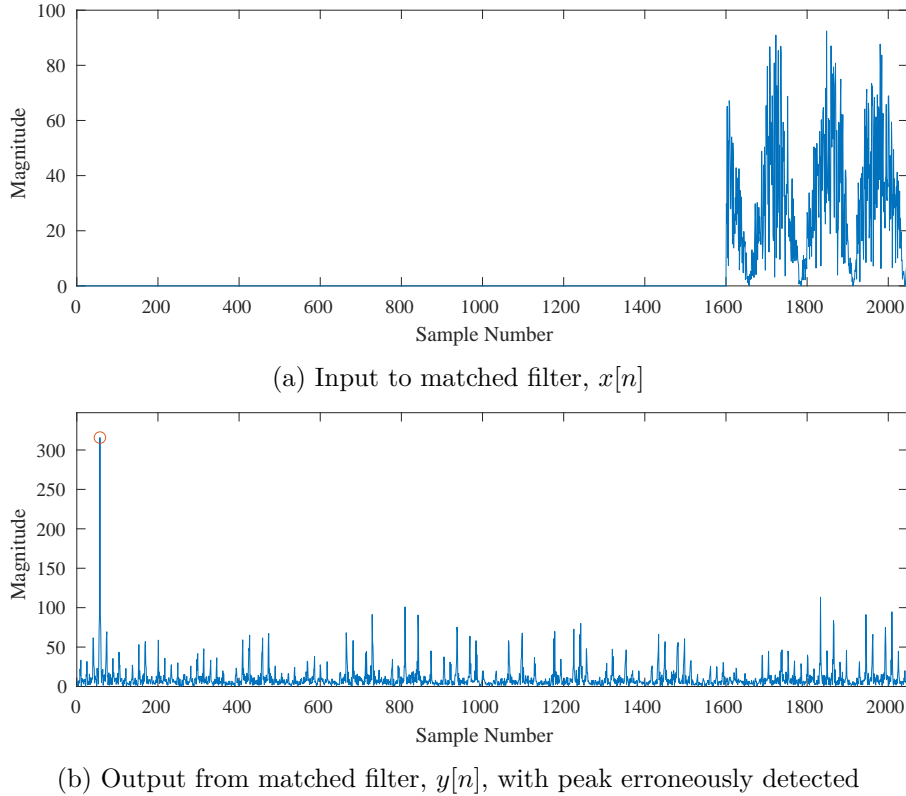 100
80
60
40
20
0
Magnitude
0 200 400 600 800 1000 1200 1400 1600 1800 2000
Sample Number
(a) Input to matched filter, x[n]
300
250
200
150
100
50
0
Magnitude
0 200 400 600 800 1000 1200 1400 1600 1800 2000
Sample Number
(b) Output from matched filter, y[n], with peak erroneously detected